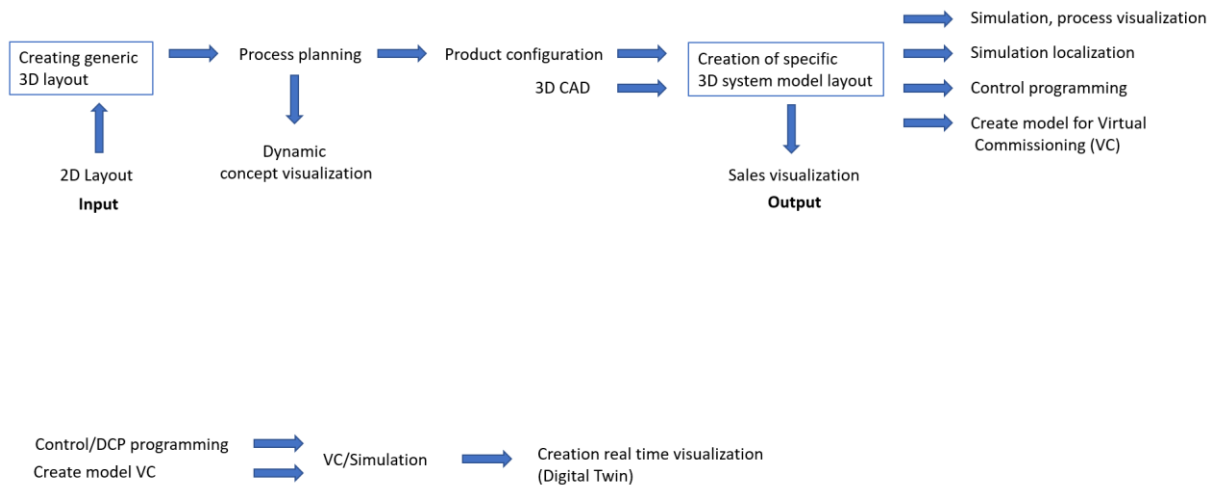 Simulation, process visualization
Creating generic
3D layout
Process planning
Product configuration
3D CAD
Creation of specific
3D system model layout
Simulation localization
Control programming
Create model for Virtual
Commissioning (VC)
Dynamic
concept visualization
2D Layout
Input
Sales visualization
Output
Control/DCP programming
Create model VC
VC/Simulation
Creation real time visualization
(Digital Twin)